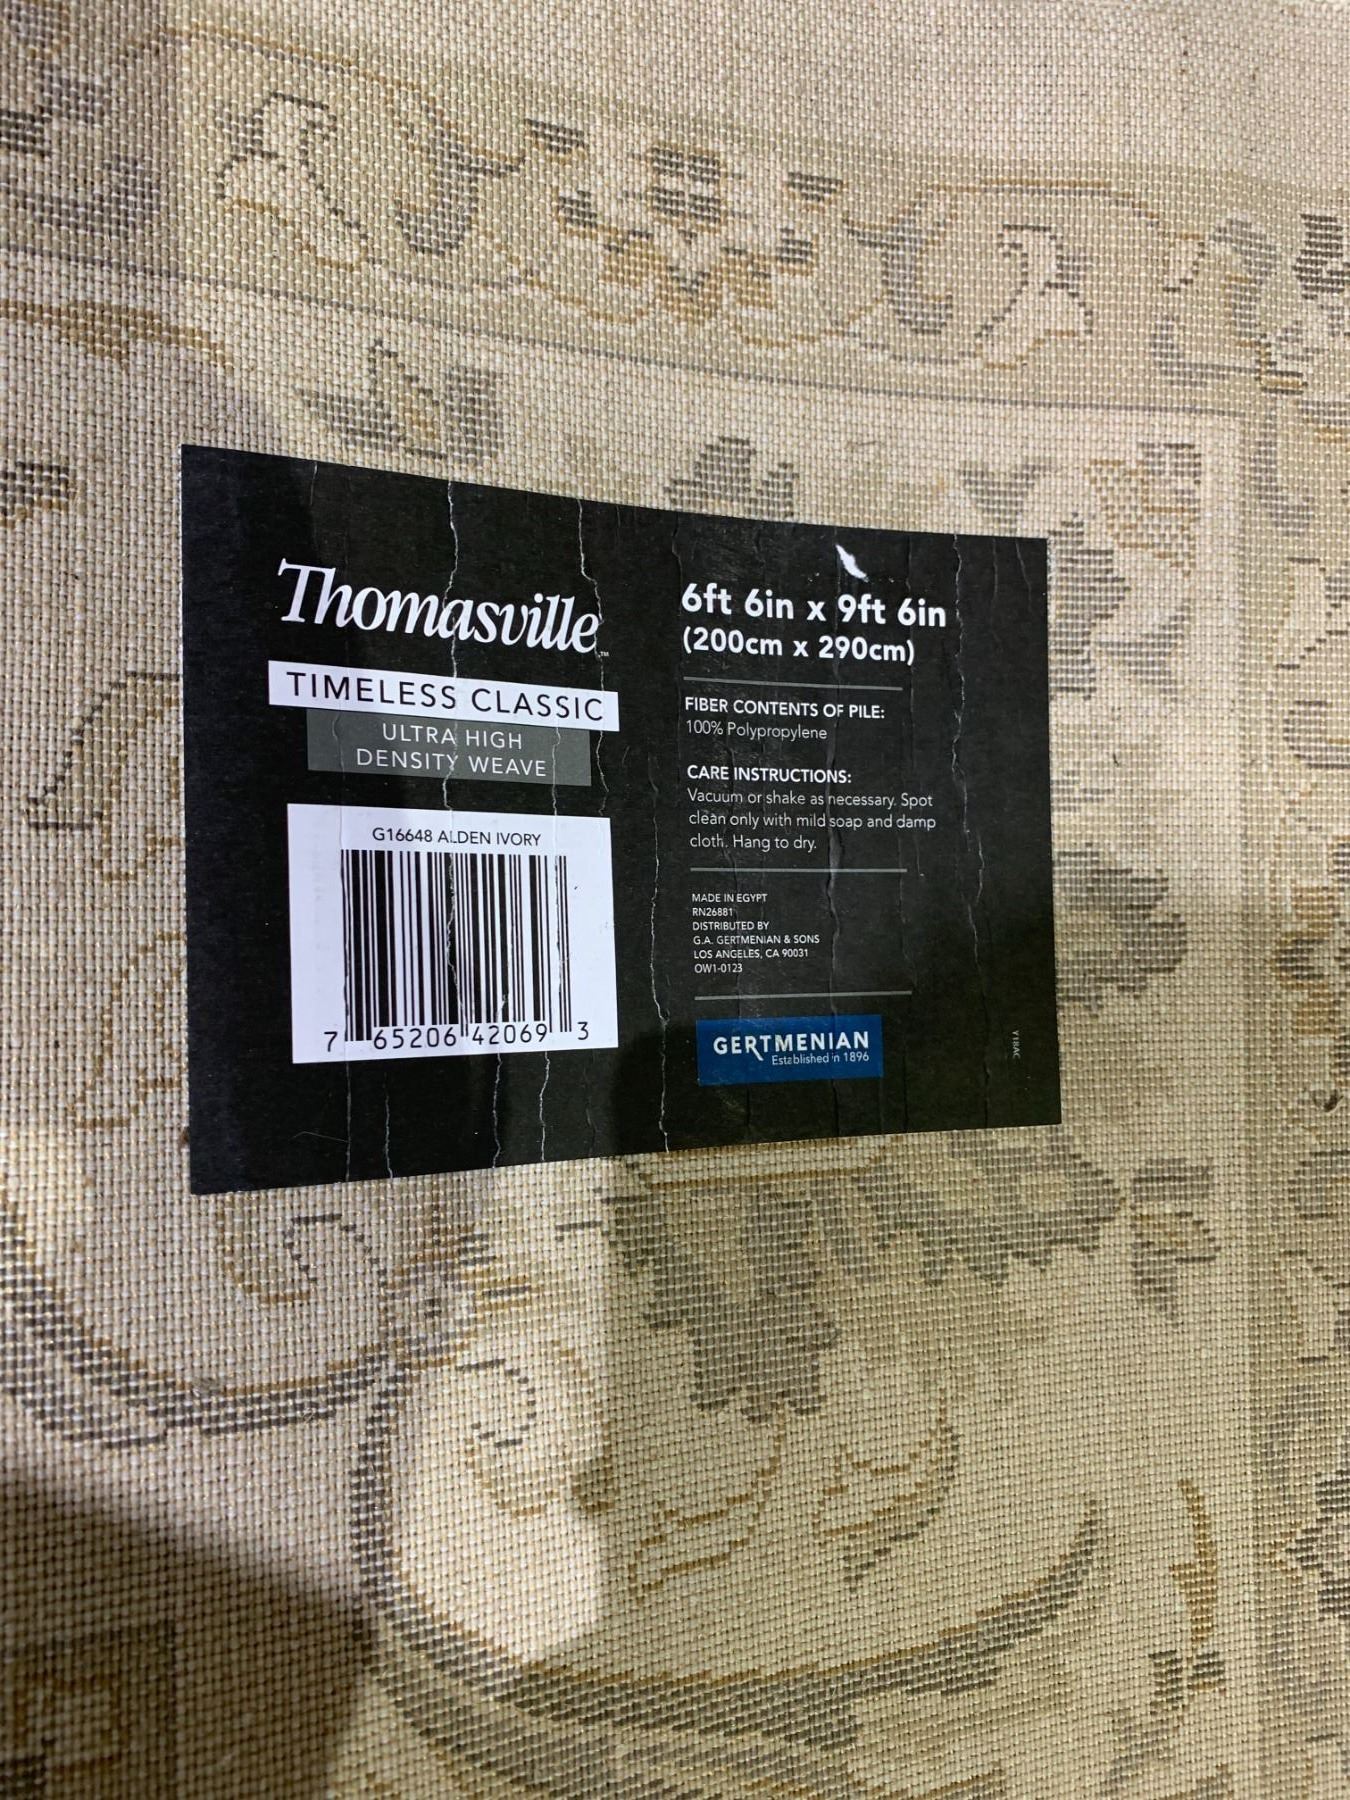 Thomasville™
TIMELESS CLASSIC
ULTRA HIGH
DENSITY WEAVE
G16648 ALDEN IVORY
7 65206 42069 3
6ft 6in x 9ft 6in
(200cm x 290cm)
FIBER CONTENTS OF PILE:
100% Polypropylene
CARE INSTRUCTIONS:
Vacuum or shake as necessary. Spot
clean only with mild soap and damp
cloth. Hang to dry.
MADE IN EGYPT
RN26881
DISTRIBUTED BY
G.A. GERTMENIAN & SONS
LOS ANGELES, CA 90031
OW1-0123
GERTMENIAN
Established in 1896